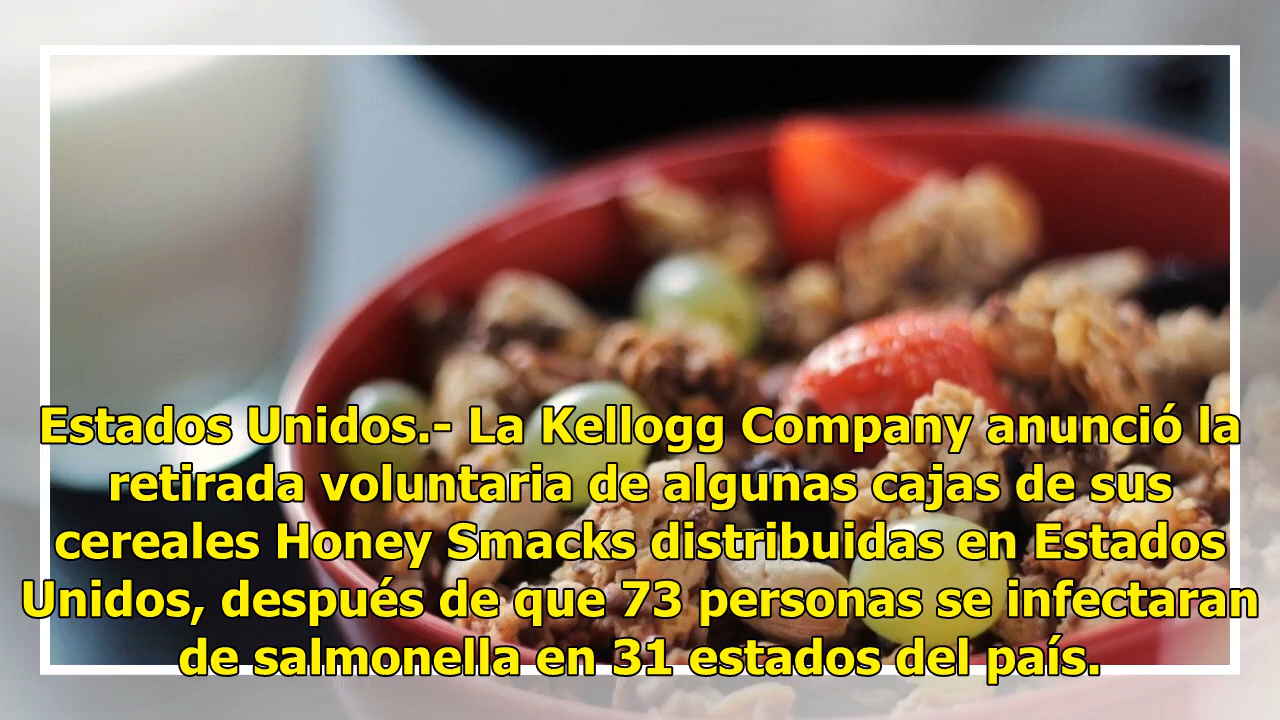 Estados Unidos.- La Kellogg Company anunció la
retirada voluntaria de algunas cajas de sus
cereales Honey Smacks distribuidas en Estados
Unidos, después de que 73 personas se infectaran
de salmonella en 31 estados del país.